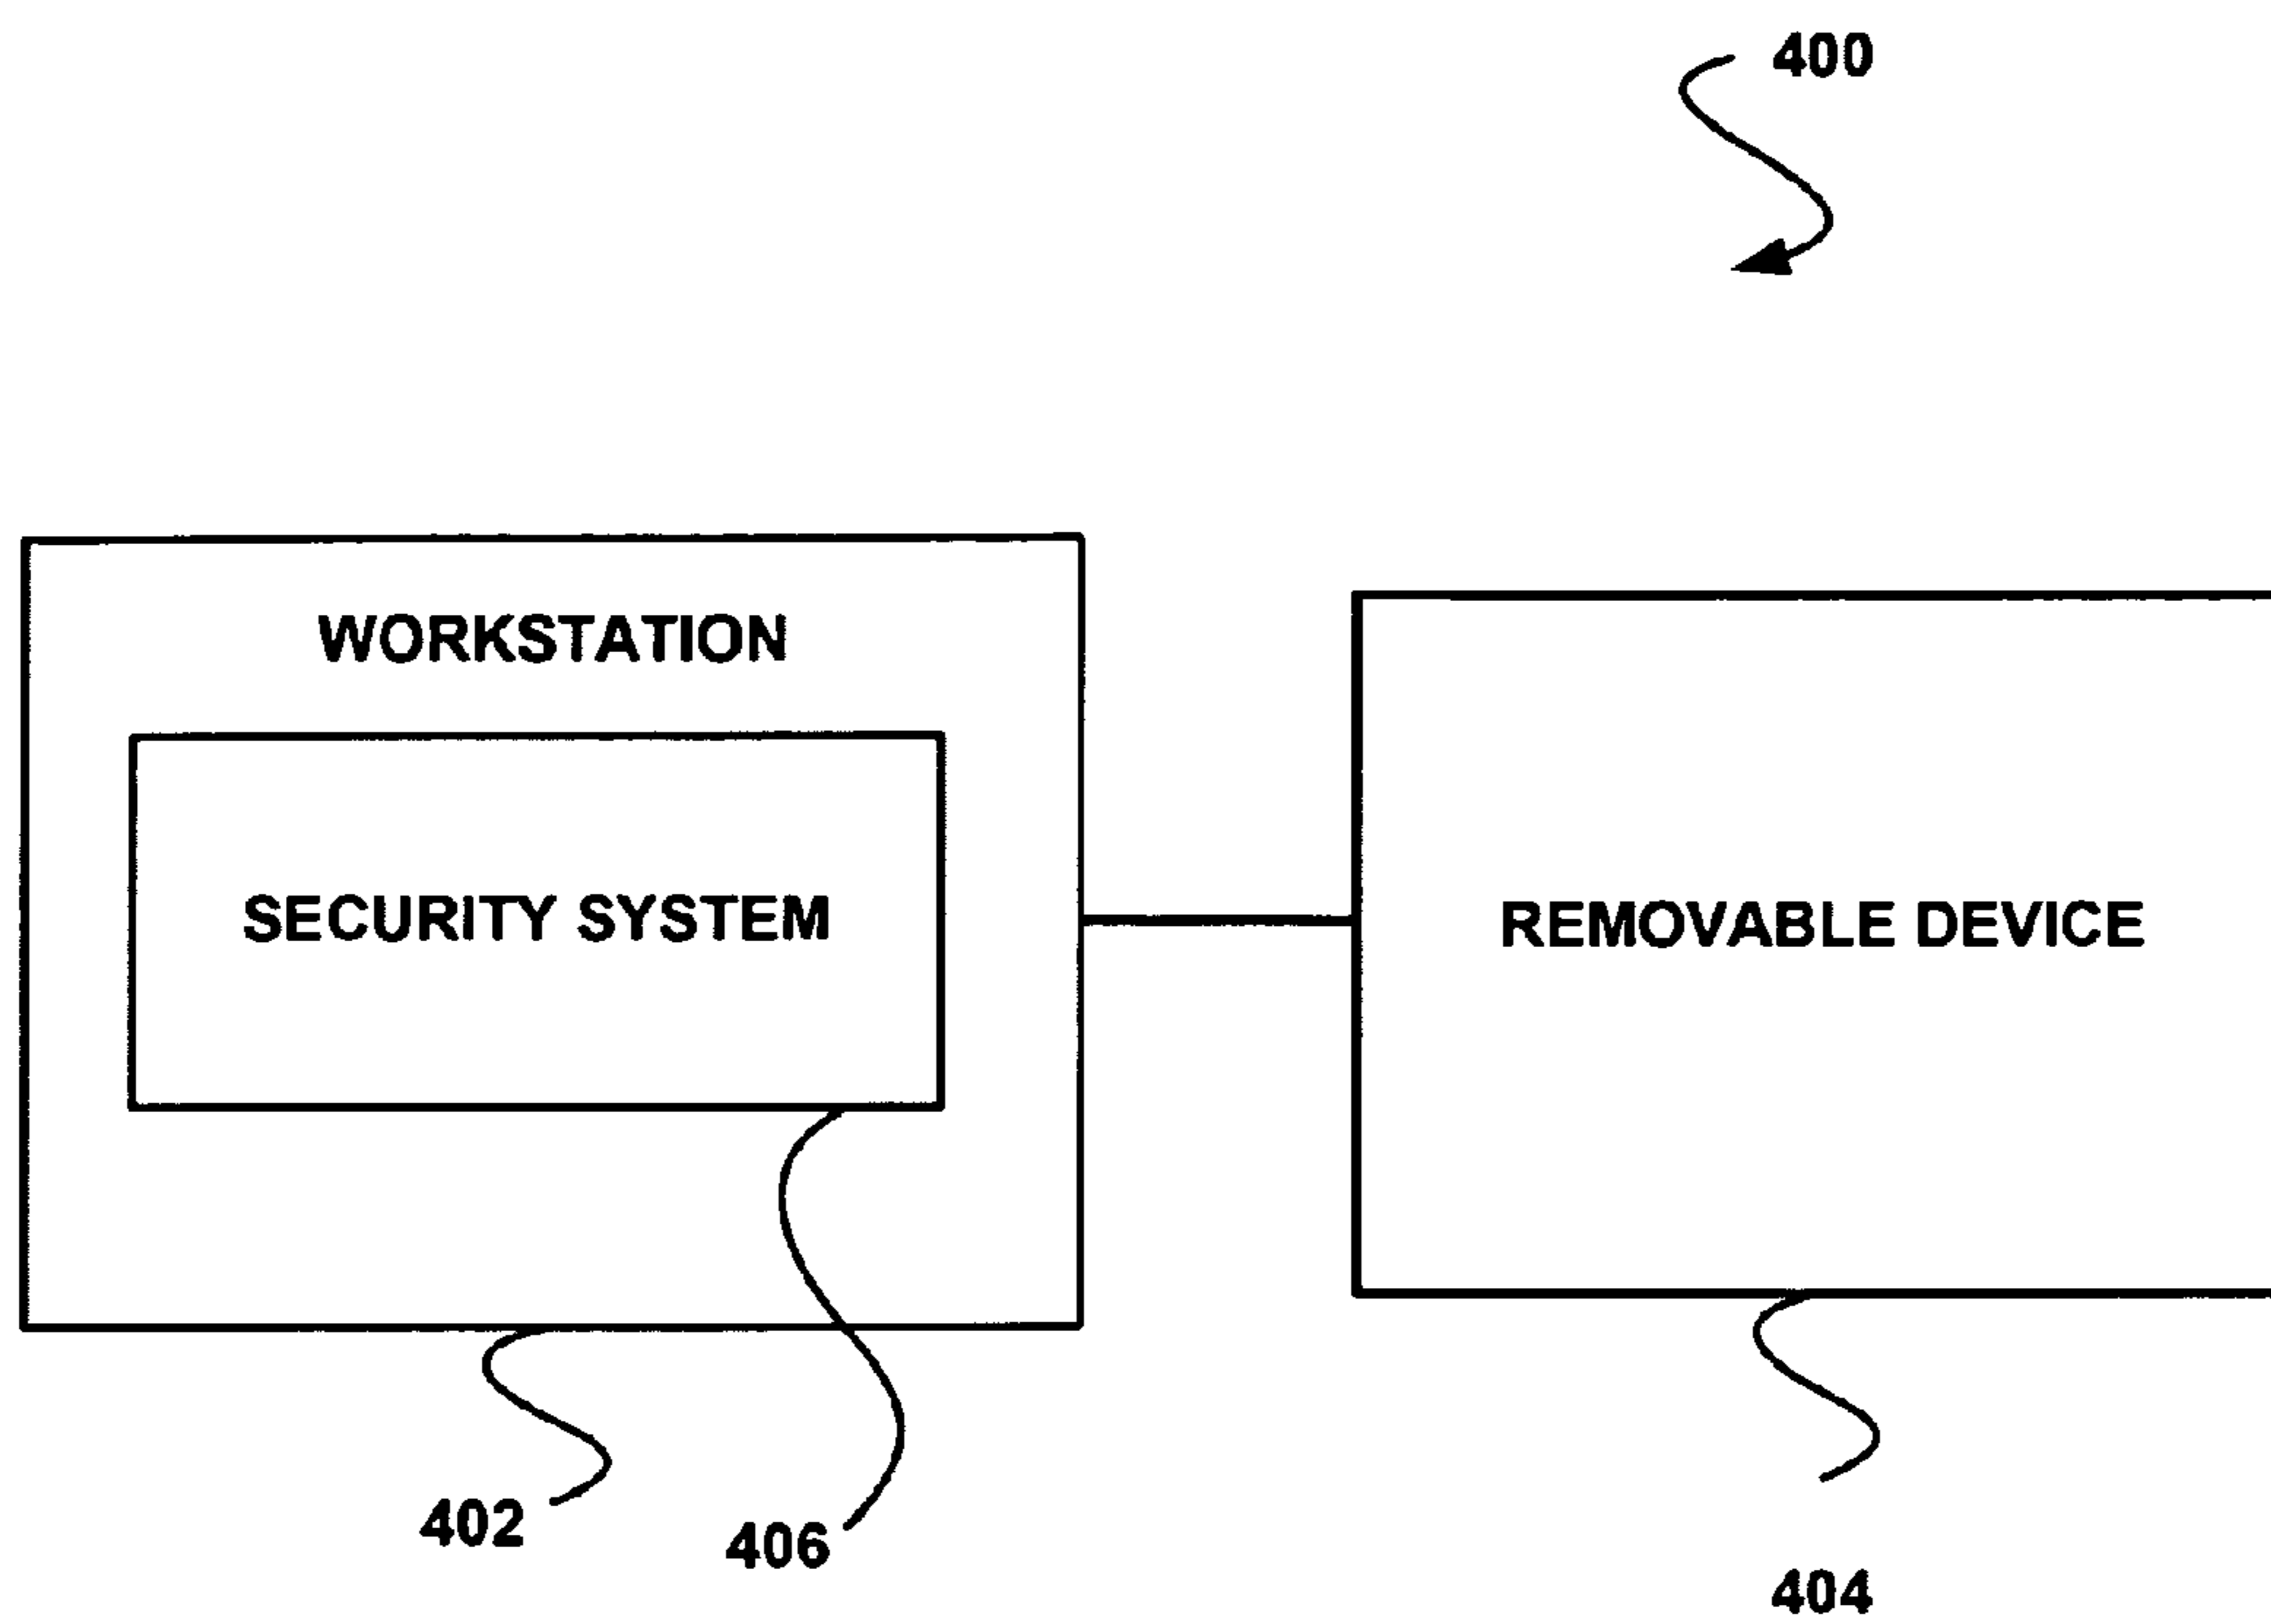 400
WORKSTATION
SECURITY SYSTEM
REMOVABLE DEVICE
402
406
404